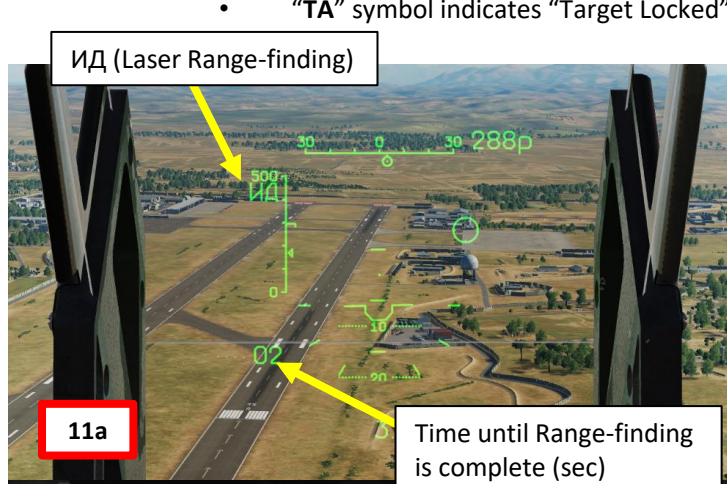 • "TA" symbol indicates "Target Locked"
ИД (Laser Range-finding)
30 0 30 288р
500
ИД
0
10
02
20
11a
Time until Range-finding
is complete (sec)